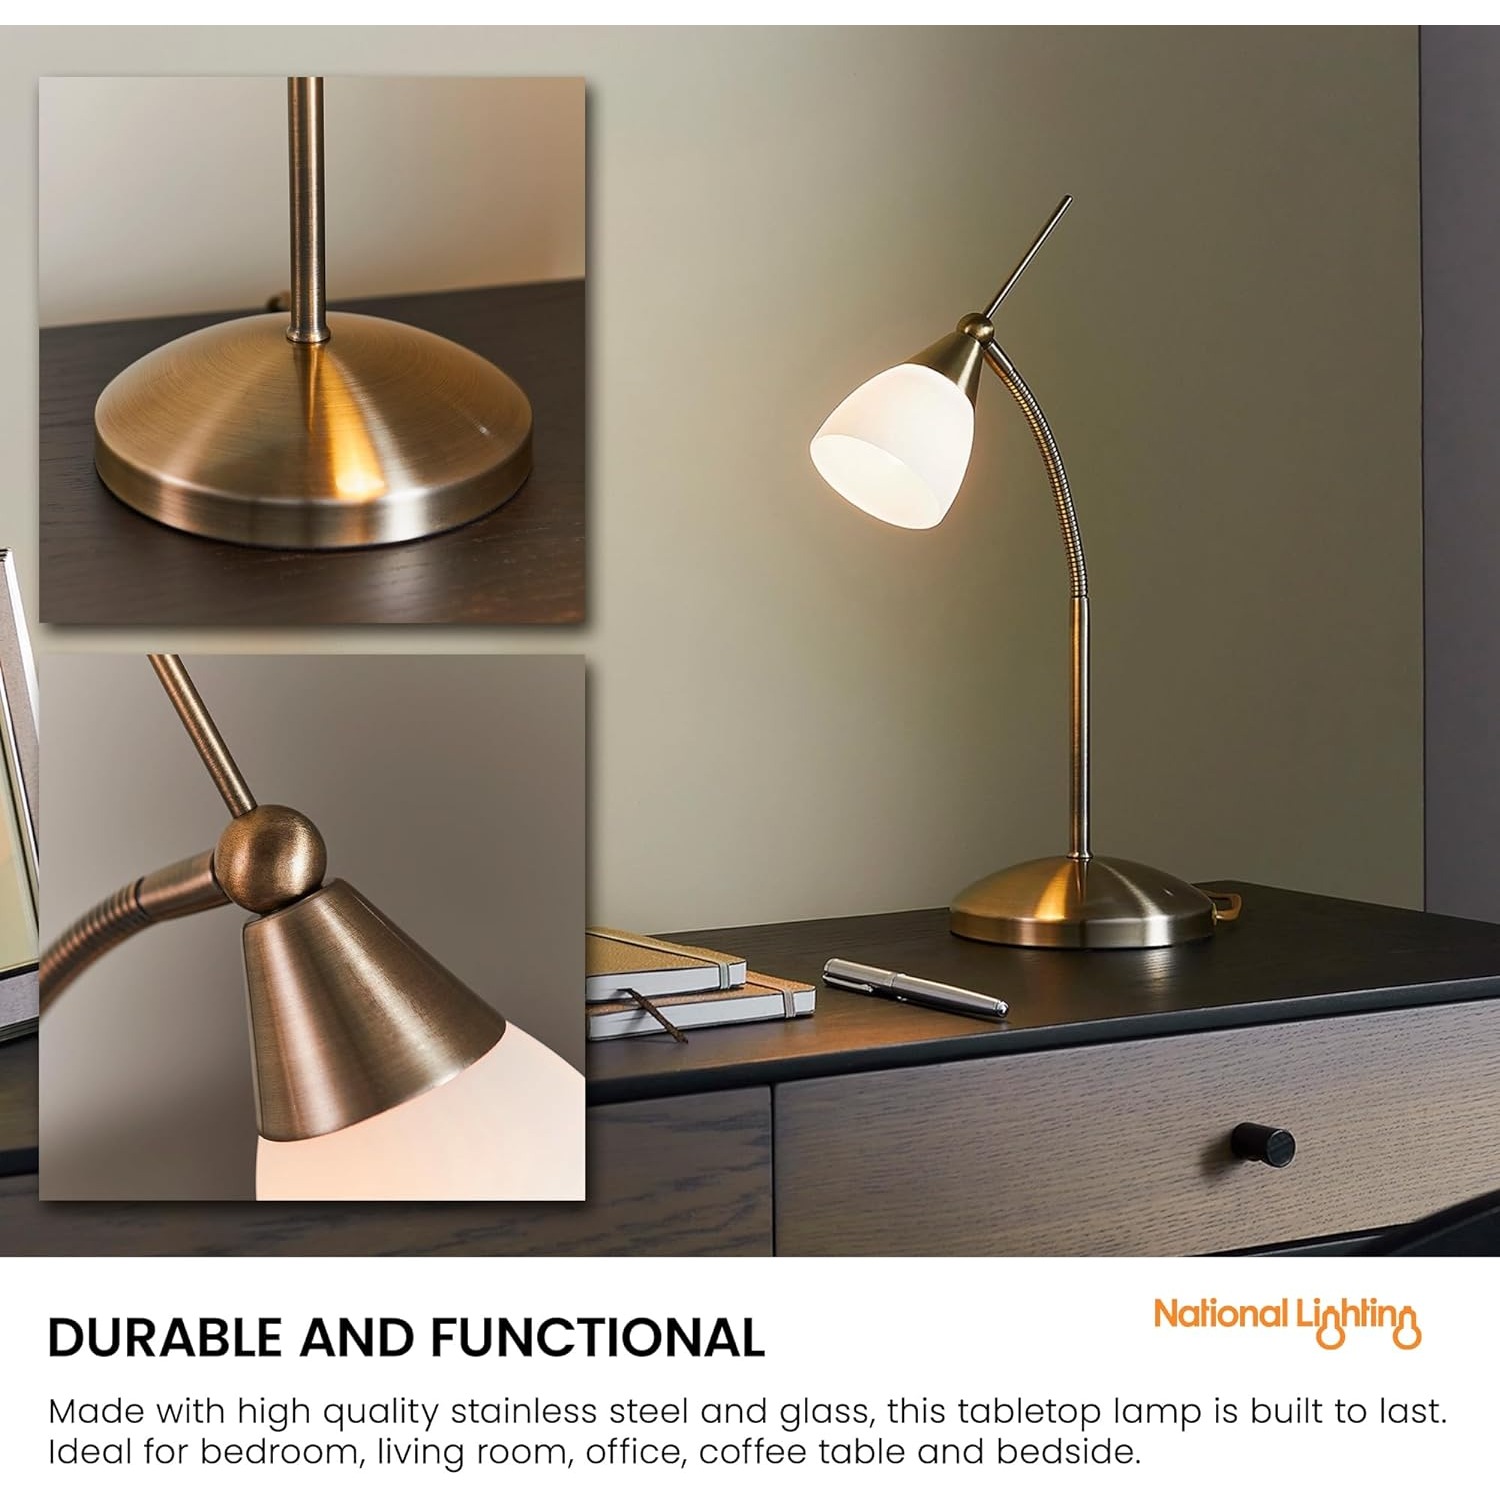 DURABLE AND FUNCTIONAL
National Lighting
Made with high quality stainless steel and glass, this tabletop lamp is built to last.
Ideal for bedroom, living room, office, coffee table and bedside.